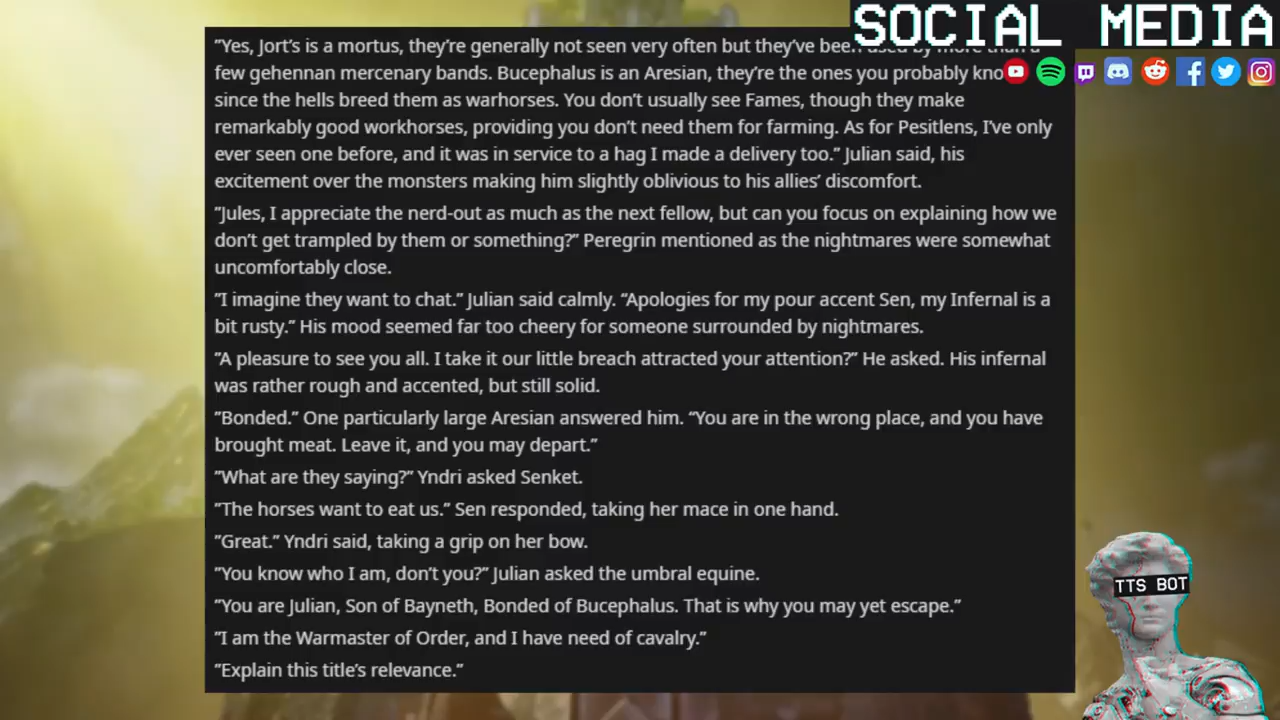 SOCIAL MEDIA
"Yes, Jort's is a mortus, they're generally not seen very often but they've been used by more than a
few gehennan mercenary bands. Bucephalus is an Aresian, they're the ones you probably kno
since the hells breed them as warhorses. You don't usually see Fames, though they make
remarkably good workhorses, providing you don't need them for farming. As for Pesitlens, I've only
ever seen one before, and it was in service to a hag I made a delivery too." Julian said, his
excitement over the monsters making him slightly oblivious to his allies' discomfort.
"Jules, I appreciate the nerd-out as much as the next fellow, but can you focus on explaining how we
don't get trampled by them or something?" Peregrin mentioned as the nightmares were somewhat
uncomfortably close.
"I imagine they want to chat." Julian said calmly. "Apologies for my pour accent Sen, my Infernal is a
bit rusty." His mood seemed far too cheery for someone surrounded by nightmares.
"A pleasure to see you all. I take it our little breach attracted your attention?" He asked. His infernal
was rather rough and accented, but still solid.
"Bonded." One particularly large Aresian answered him. "You are in the wrong place, and you have
brought meat. Leave it, and you may depart."
"What are they saying?" Yndri asked Senket.
"The horses want to eat us." Sen responded, taking her mace in one hand.
"Great." Yndri said, taking a grip on her bow.
"You know who I am, don't you?" Julian asked the umbral equine.
"You are Julian, Son of Bayneth, Bonded of Bucephalus. That is why you may yet escape."
"I am the Warmaster of Order, and I have need of cavalry."
"Explain this title's relevance."
TTS BOT